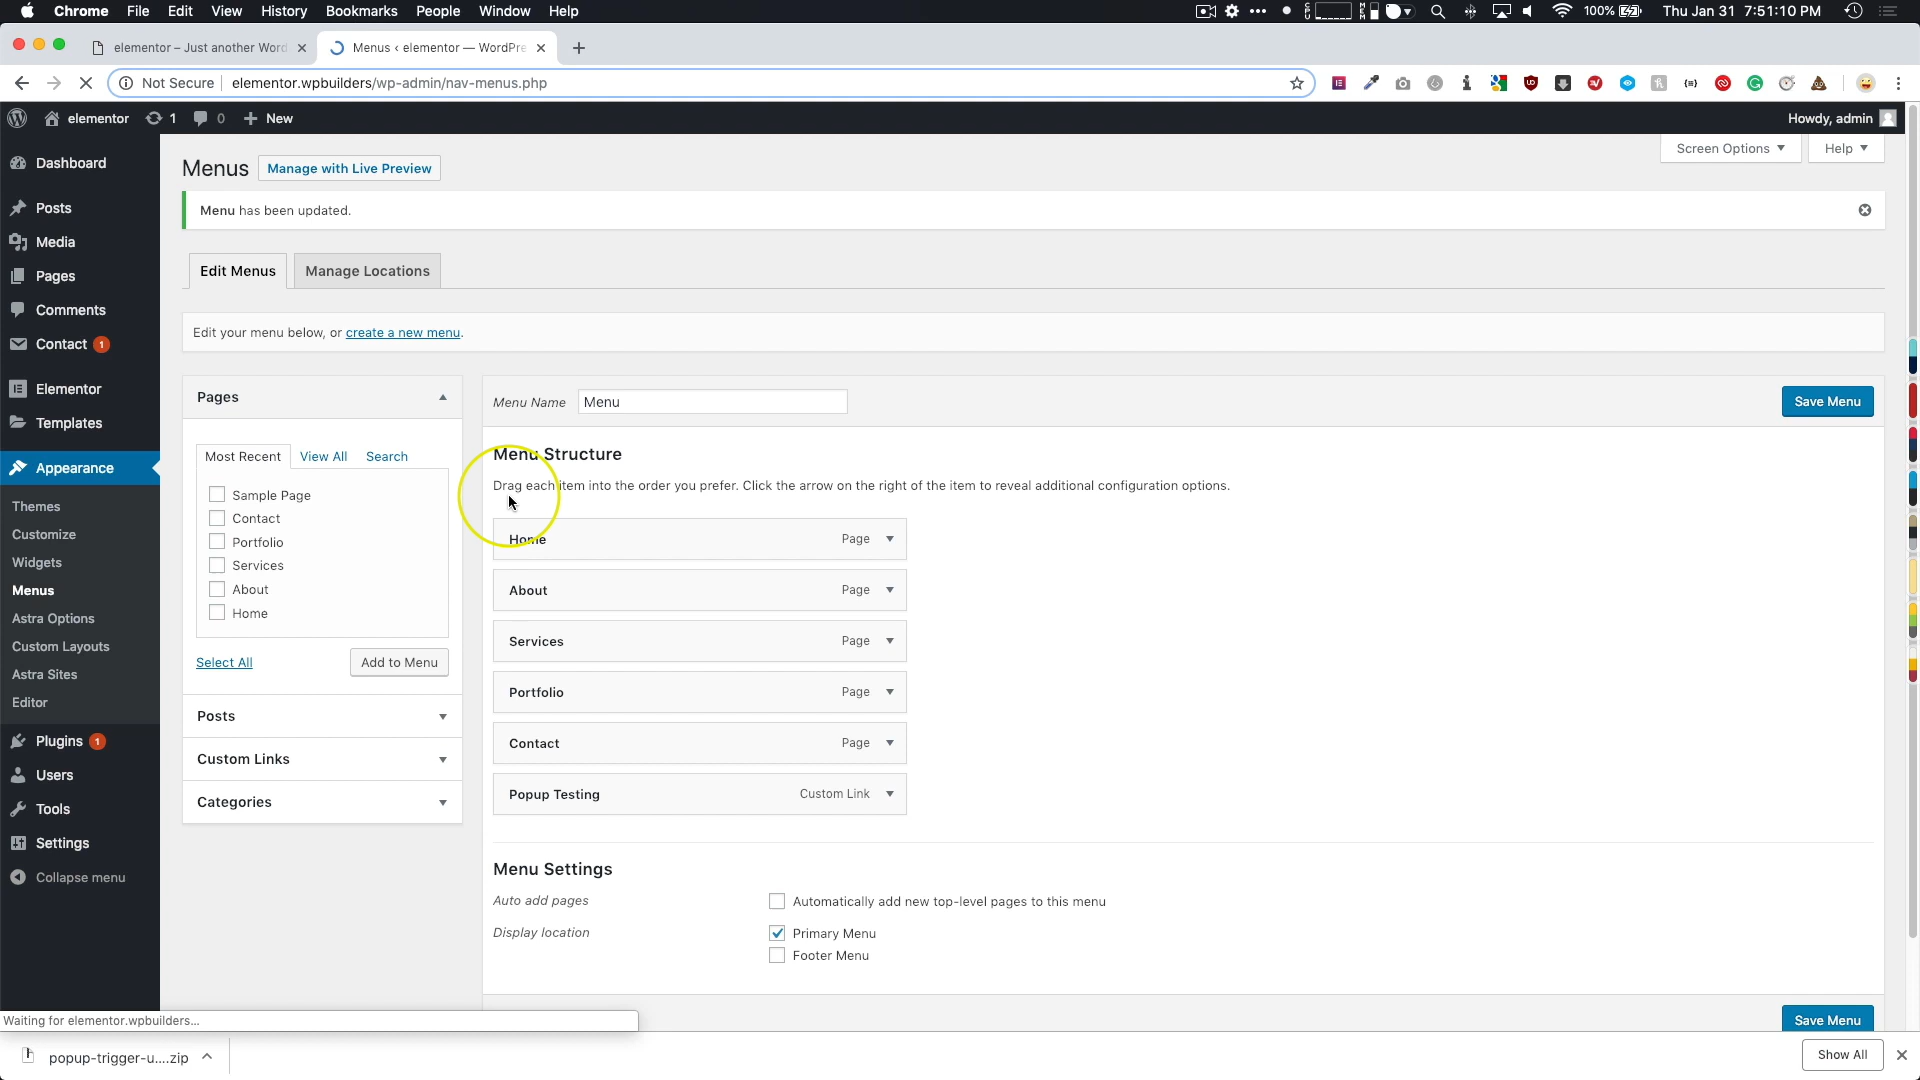 Chrome File Edit View History Bookmarks People Window Help
100% Thu Jan 31 7:51:10 PM
elementor – Just another Word
Menus ‹ elementor — WordPre
Not Secure elementor.wpbuilders/wp-admin/nav-menus.php
elementor 1 0 New
Howdy, admin
Dashboard
Posts
Media
Pages
Comments
Contact 1
Elementor
Templates
Appearance
Themes
Customize
Widgets
Menus
Astra Options
Custom Layouts
Astra Sites
Editor
Plugins 1
Users
Tools
Settings
Collapse menu
Screen Options
Help
Menus
Manage with Live Preview
Menu has been updated.
Edit Menus
Manage Locations
Edit your menu below, or create a new menu.
Pages
Most Recent View All Search
Sample Page
Contact
Portfolio
Services
About
Home
Select All
Add to Menu
Posts
Custom Links
Categories
Menu Name Menu
Save Menu
Menu Structure
Drag each item into the order you prefer. Click the arrow on the right of the item to reveal additional configuration options.
Home Page
About Page
Services Page
Portfolio Page
Contact Page
Popup Testing Custom Link
Menu Settings
Auto add pages
Automatically add new top-level pages to this menu
Display location
Primary Menu
Footer Menu
Save Menu
Waiting for elementor.wpbuilders...
popup-trigger-u....zip
Show All